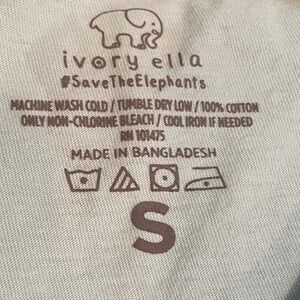 ivory ella
#SaveTheElephants
MACHINE WASH COLD / TUMBLE DRY LOW / 100% COTTON
ONLY NON-CHLORINE BLEACH / COOL IRON IF NEEDED
RN 101475
MADE IN BANGLADESH
S